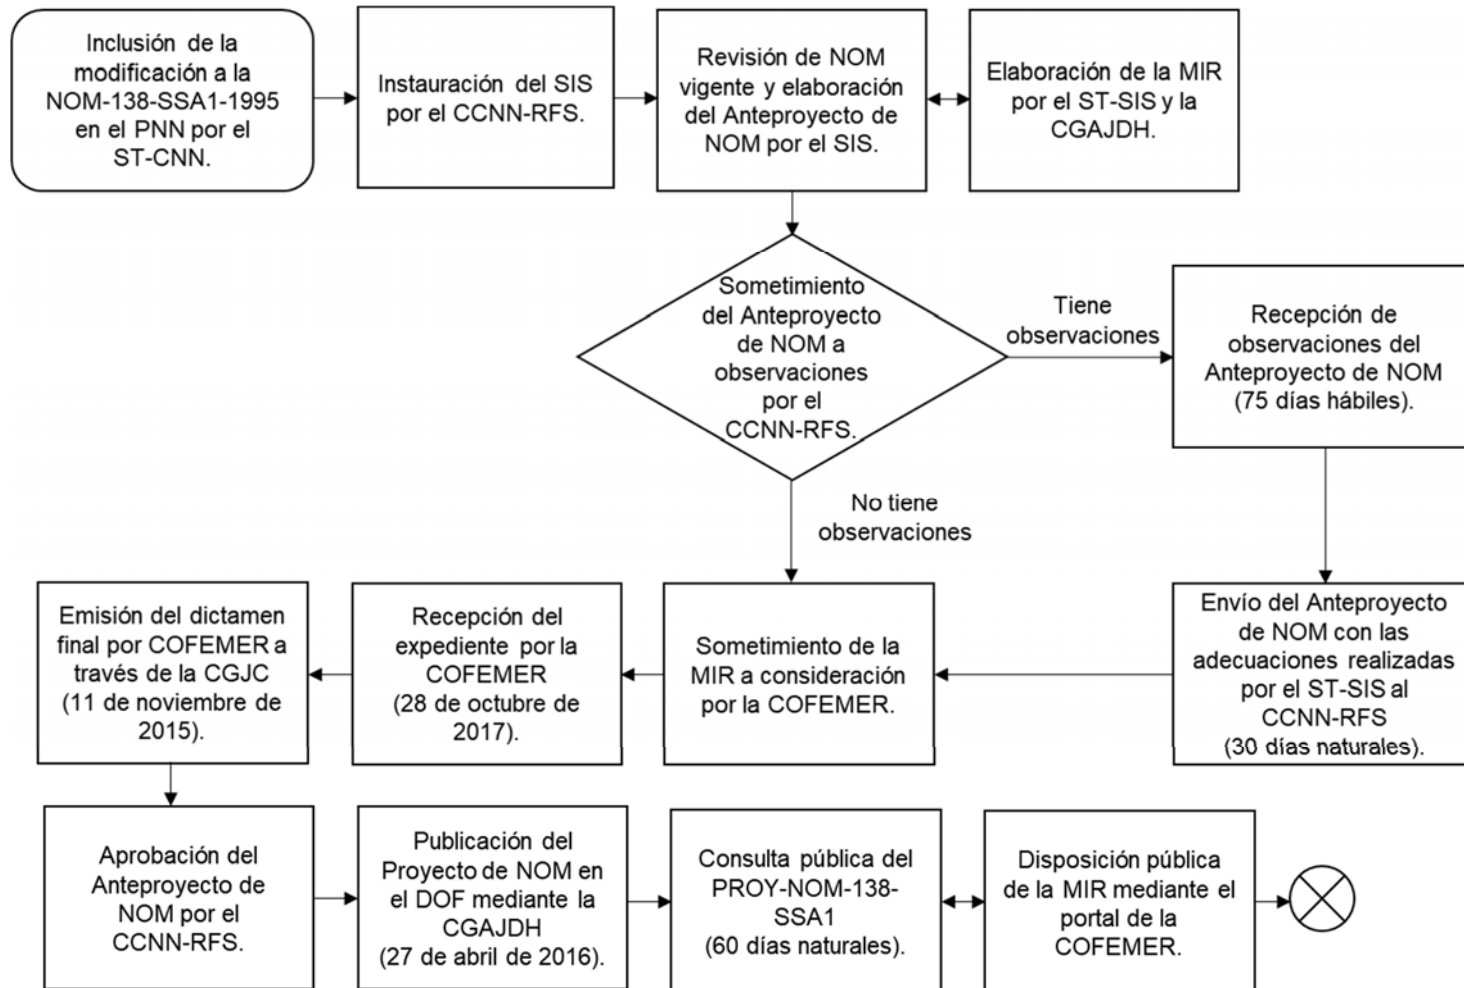 Inclusión de la
modificación a la
NOM-138-SSA1-1995
en el PNN por el
ST-CNN.
Instauración del SIS
por el CCNN-RFS.
Revisión de NOM
vigente y elaboración
del Anteproyecto de
NOM por el SIS.
Elaboración de la MIR
por el ST-SIS y la
CGAJDH.
Sometimiento
del Anteproyecto
de NOM a
observaciones
por el
CCNN-RFS.
Tiene
observaciones
Recepción de
observaciones del
Anteproyecto de NOM
(75 días hábiles).
No tiene
observaciones
Envío del Anteproyecto
de NOM con las
adecuaciones realizadas
por el ST-SIS al
CCNN-RFS
(30 días naturales).
Sometimiento de la
MIR a consideración
por la COFEMER.
Recepción del
expediente por la
COFEMER
(28 de octubre de
2017).
Emisión del dictamen
final por COFEMER a
través de la CGJC
(11 de noviembre de
2015).
Aprobación del
Anteproyecto de
NOM por el
CCNN-RFS.
Publicación del
Proyecto de NOM en
el DOF mediante la
CGAJDH
(27 de abril de 2016).
Consulta pública del
PROY-NOM-138-
SSA1
(60 días naturales).
Disposición pública
de la MIR mediante el
portal de la
COFEMER.